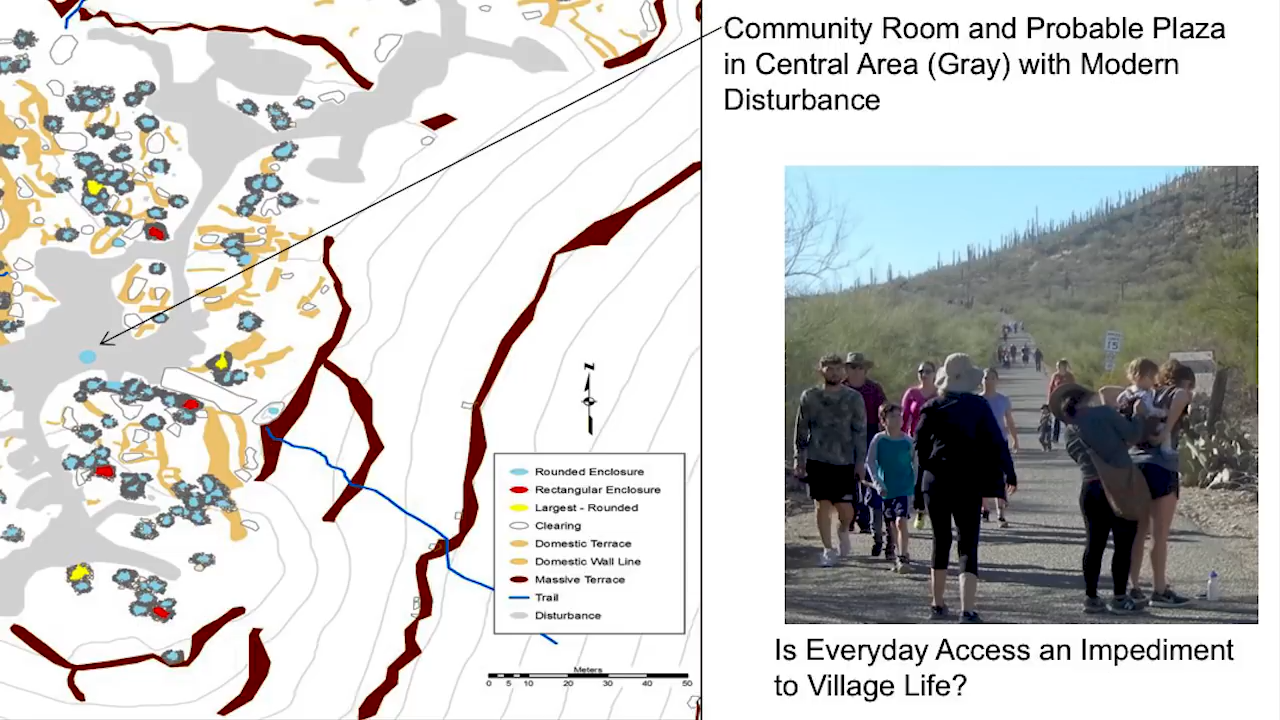 Community Room and Probable Plaza
in Central Area (Gray) with Modern
Disturbance
N
Rounded Enclosure
Rectangular Enclosure
Largest - Rounded
Clearing
Domestic Terrace
Domestic Wall Line
Massive Terrace
Trail
Disturbance
Meters
0 5 10 20 30 40 50
15
Is Everyday Access an Impediment
to Village Life?